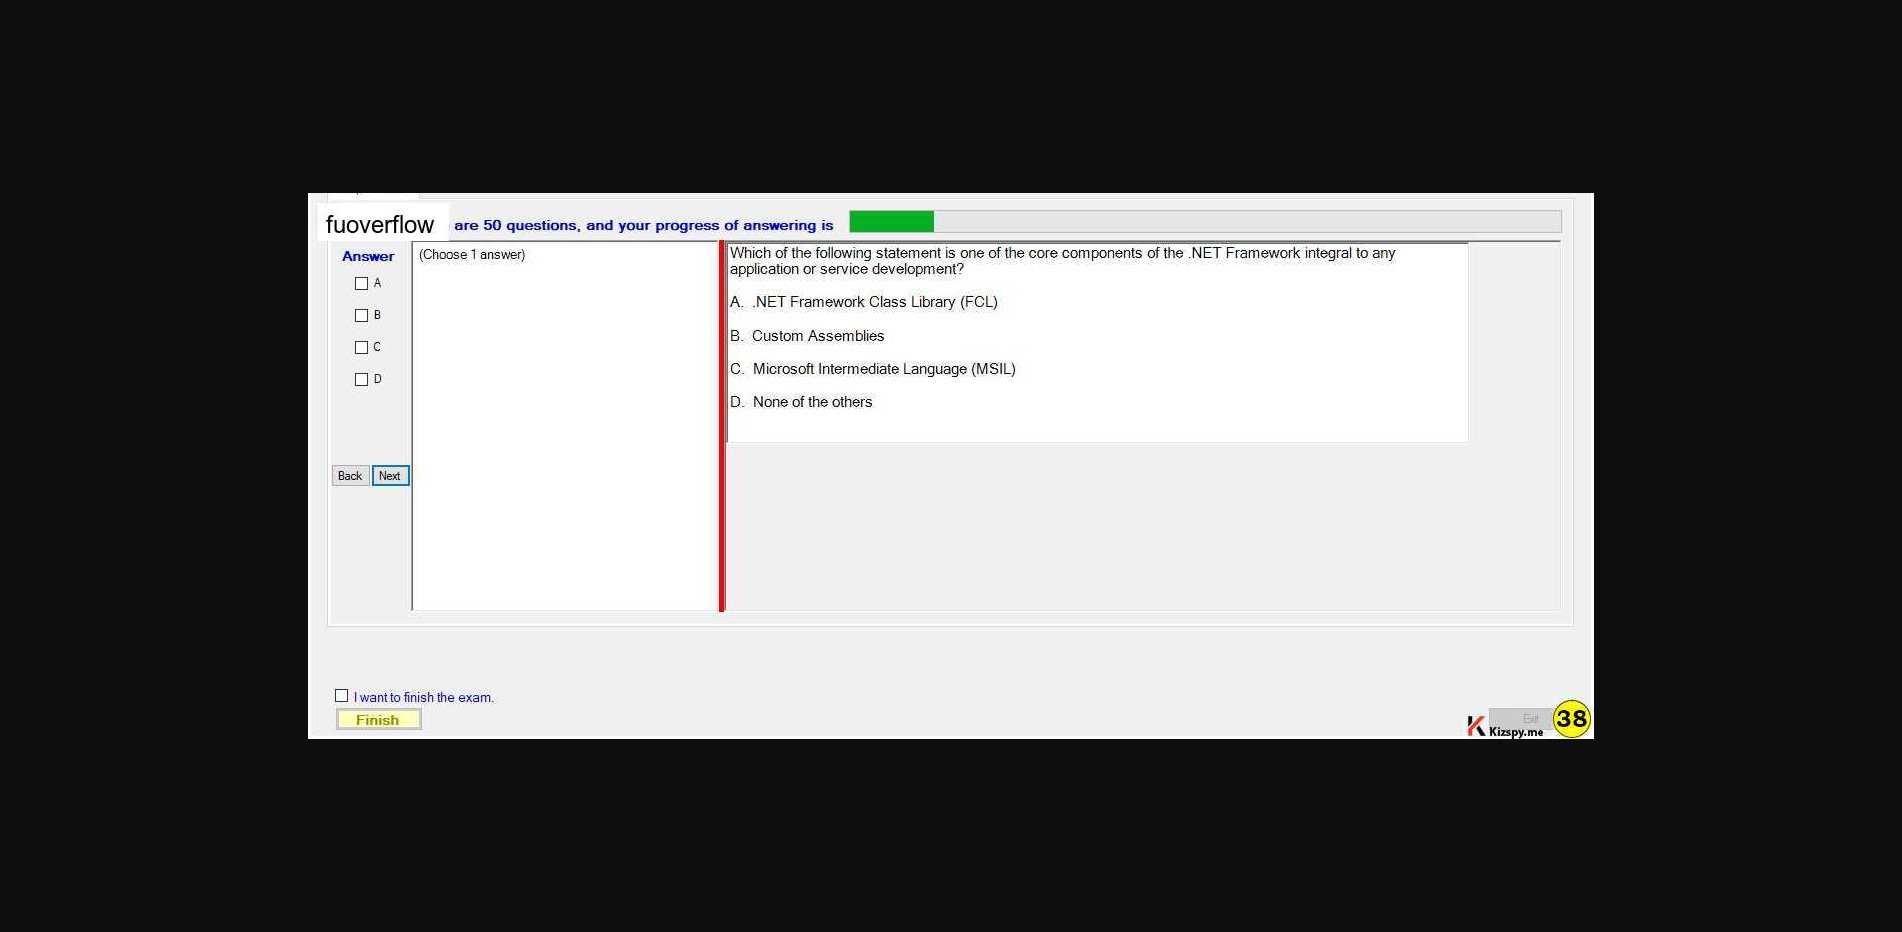 fuoverflow are 50 questions, and your progress of answering is
Answer
A
B
C
D
Back Next
(Choose 1 answer)
Which of the following statement is one of the core components of the .NET Framework integral to any
application or service development?
A. .NET Framework Class Library (FCL)
B. Custom Assemblies
C. Microsoft Intermediate Language (MSIL)
D. None of the others
I want to finish the exam.
Finish
Exit
Kizspy.me
38